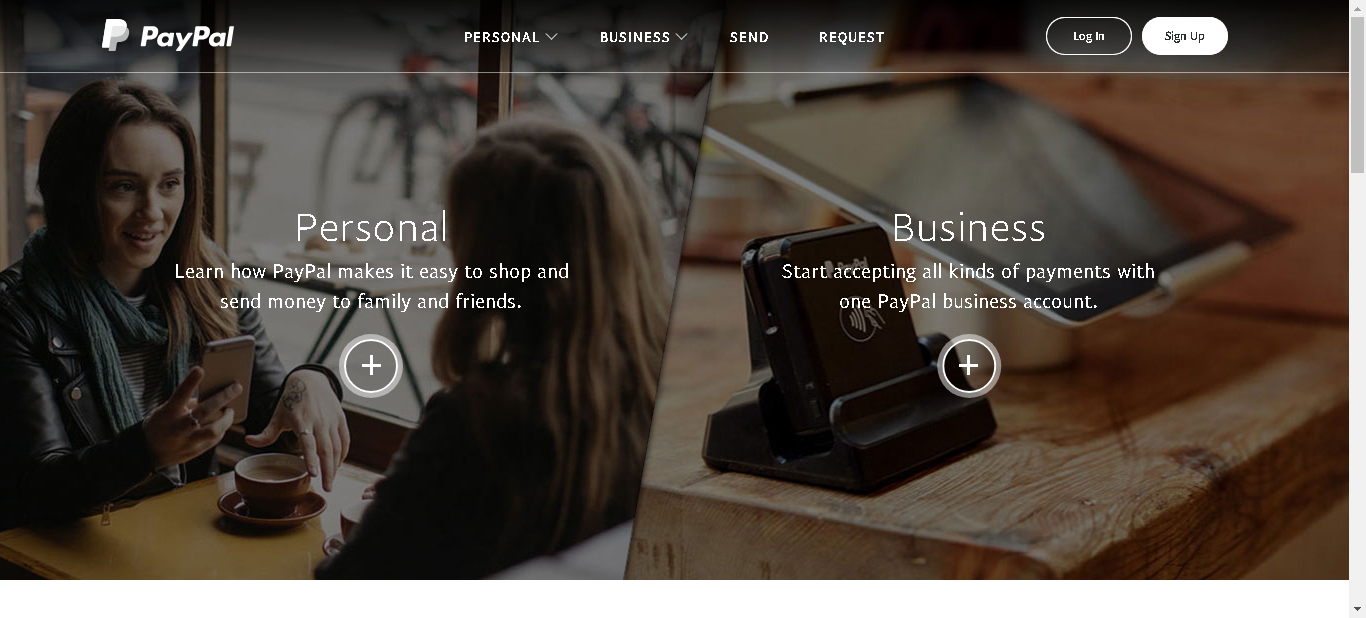 PayPal
PERSONAL
BUSINESS
SEND
REQUEST
Log In
Sign Up
Personal
Learn how PayPal makes it easy to shop and
send money to family and friends.
Business
Start accepting all kinds of payments with
one PayPal business account.
PayPal